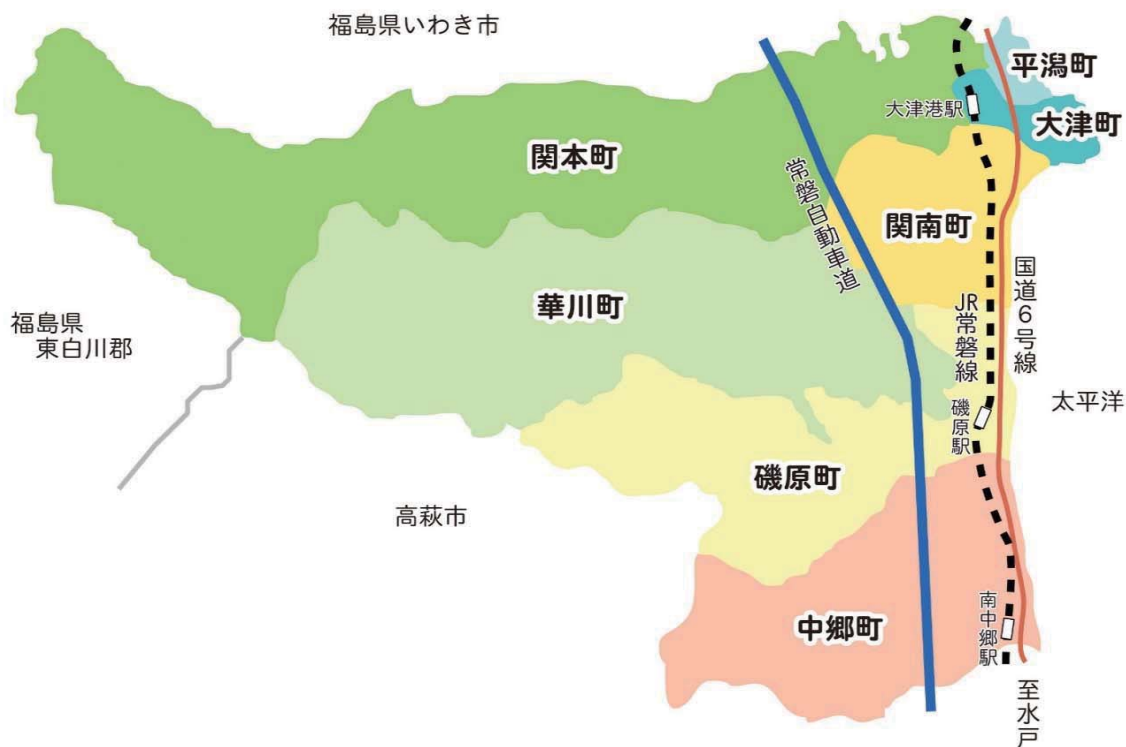 福島県いわき市
平潟町
大津港駅
大津町
関本町
常磐自動車道
関南町
国道6号線
華川町
JR常磐線
福島県
東白川郡
太平洋
磯原駅
磯原町
高萩市
南中郷駅
中郷町
至水戸